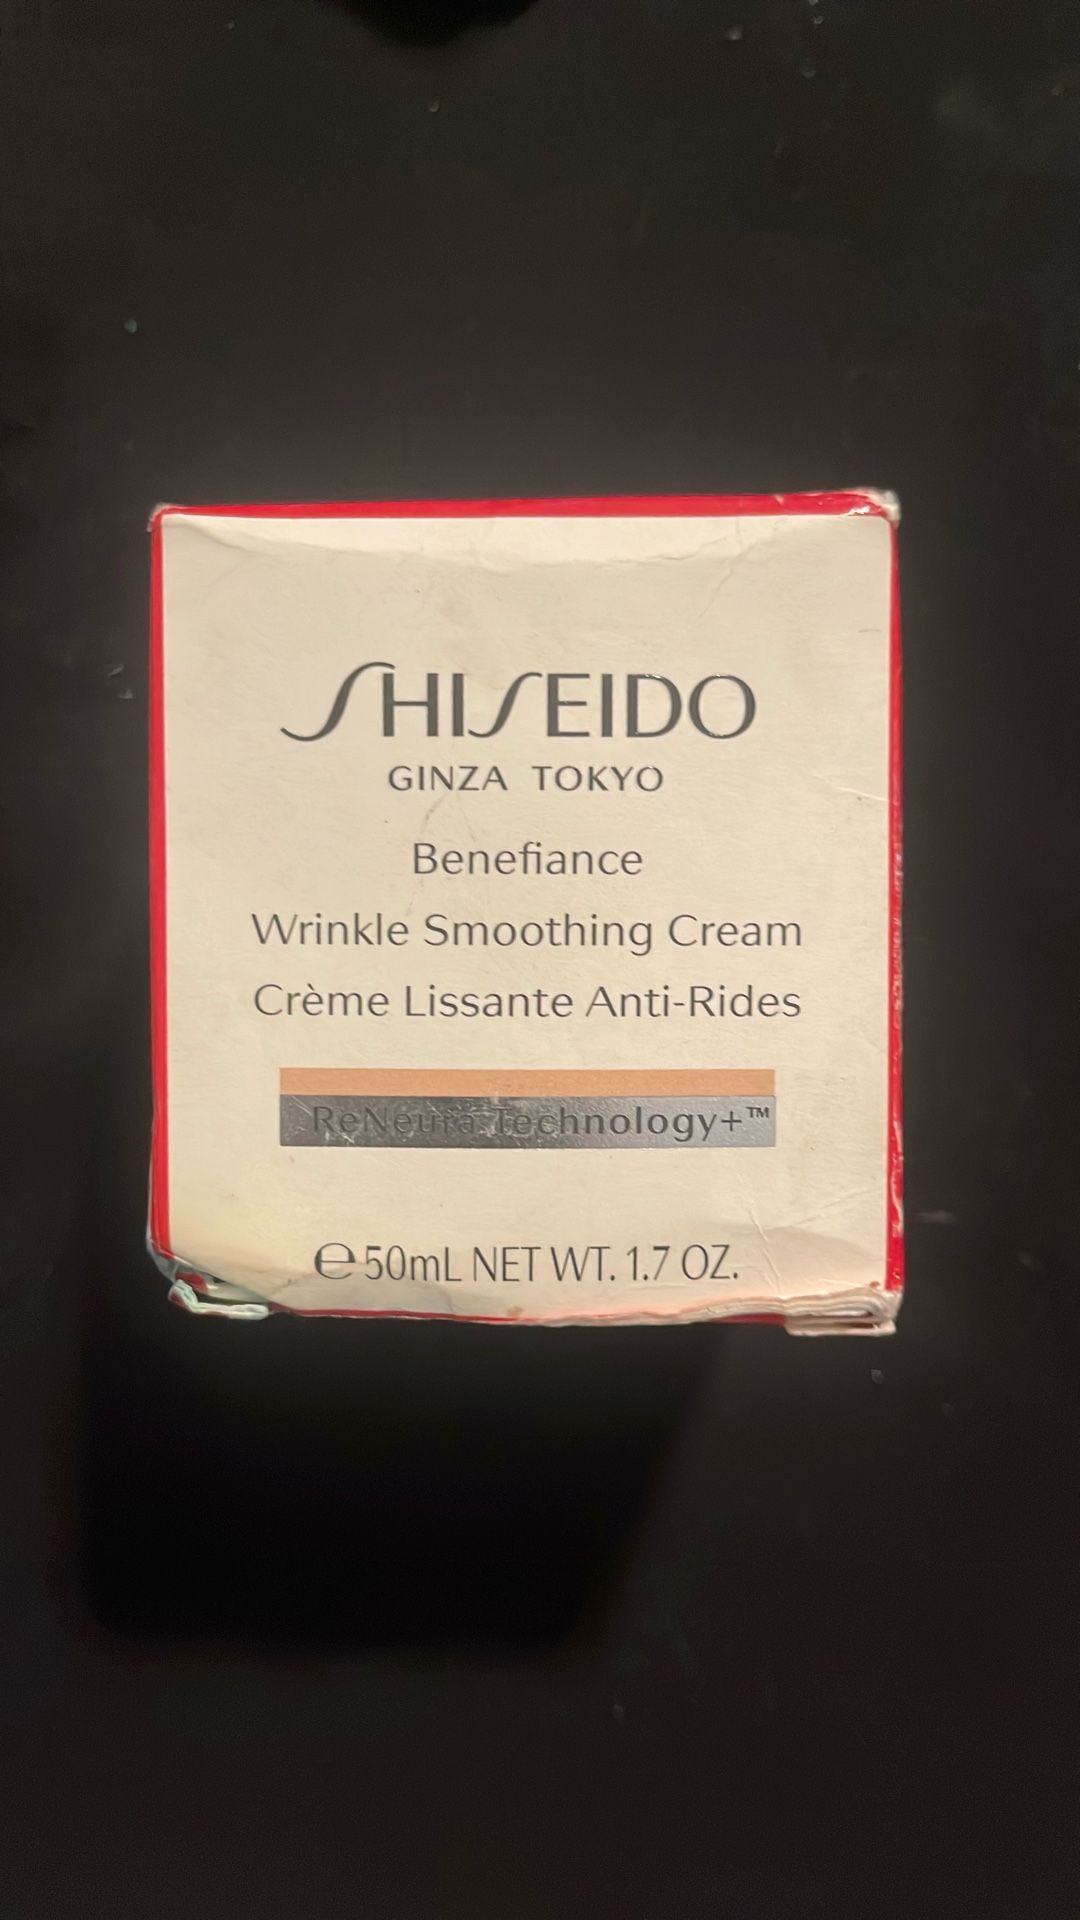 SHISEIDO
GINZA TOKYO
Benefiance
Wrinkle Smoothing Cream
Crème Lissante Anti-Rides
ReNeura Technology+™
℮50mL NET WT. 1.7 OZ.